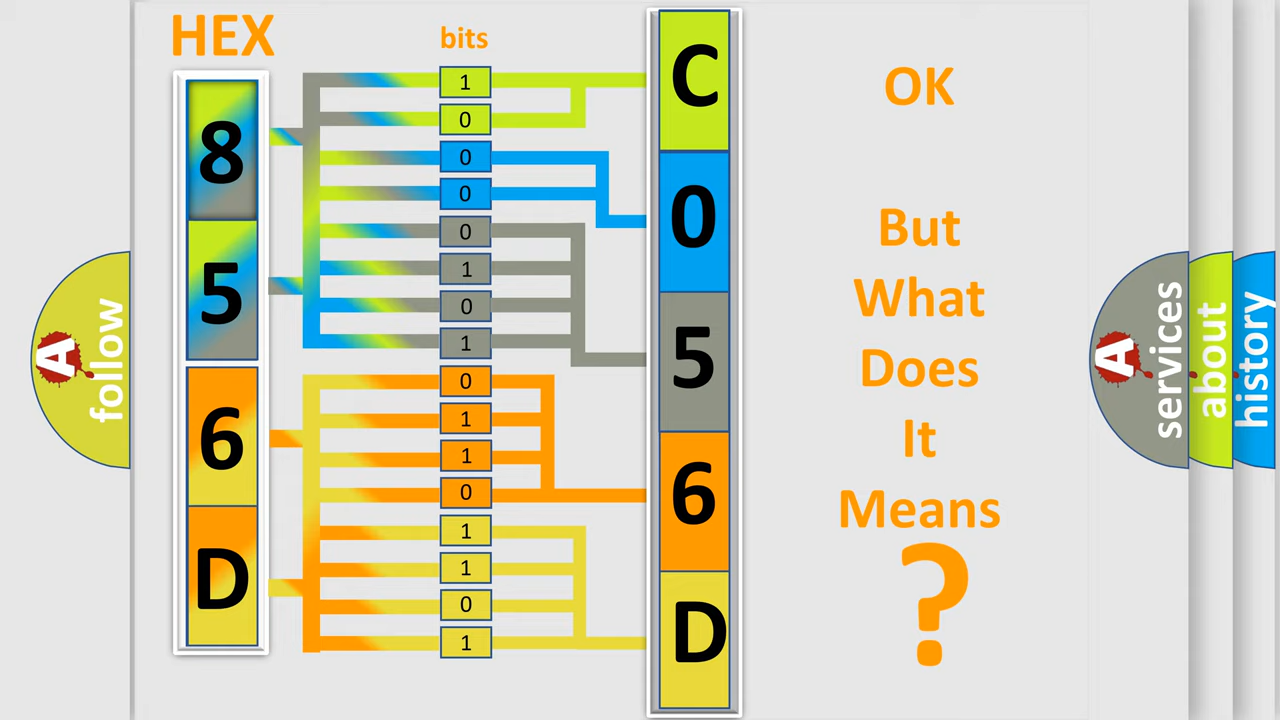 HEX
bits
8
5
6
D
1
0
0
0
0
1
0
1
0
1
1
0
1
1
0
1
C
0
5
6
D
OK
But
What
Does
It
Means
?
A
follow
A
services
about
history